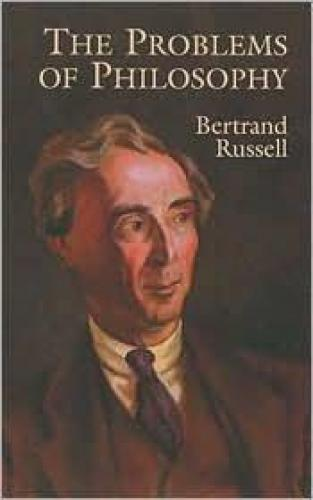 THE PROBLEMS
OF PHILOSOPHY
Bertrand
Russell